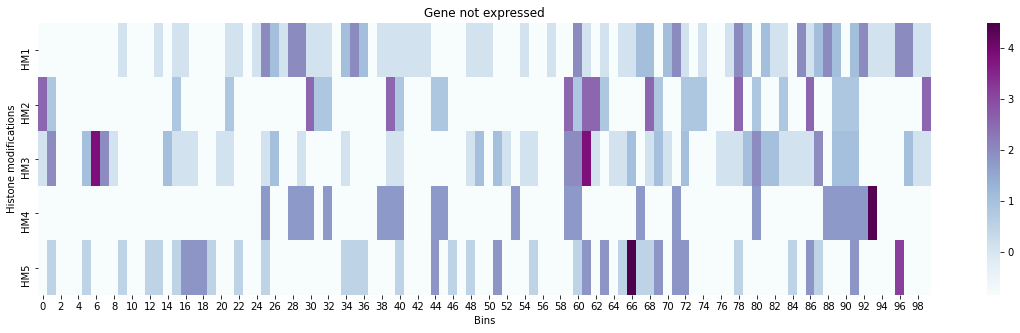 Gene not expressed
Histone modifications
HM1
HM2
HM3
HM4
HM5
0 2 4 6 8 10 12 14 16 18 20 22 24 26 28 30 32 34 36 38 40 42 44 46 48 50 52 54 56 58 60 62 64 66 68 70 72 74 76 78 80 82 84 86 88 90 92 94 96 98
Bins
4
3
2
1
0